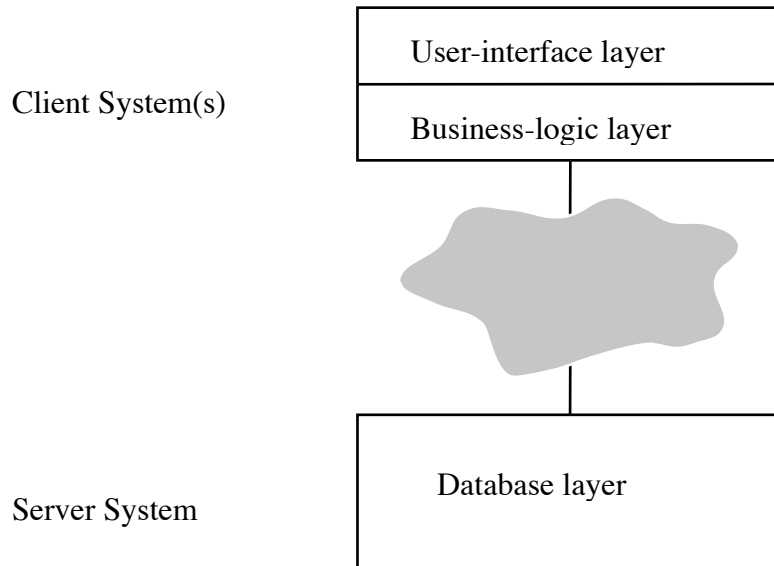 User-interface layer
Client System(s)
Business-logic layer
Database layer
Server System